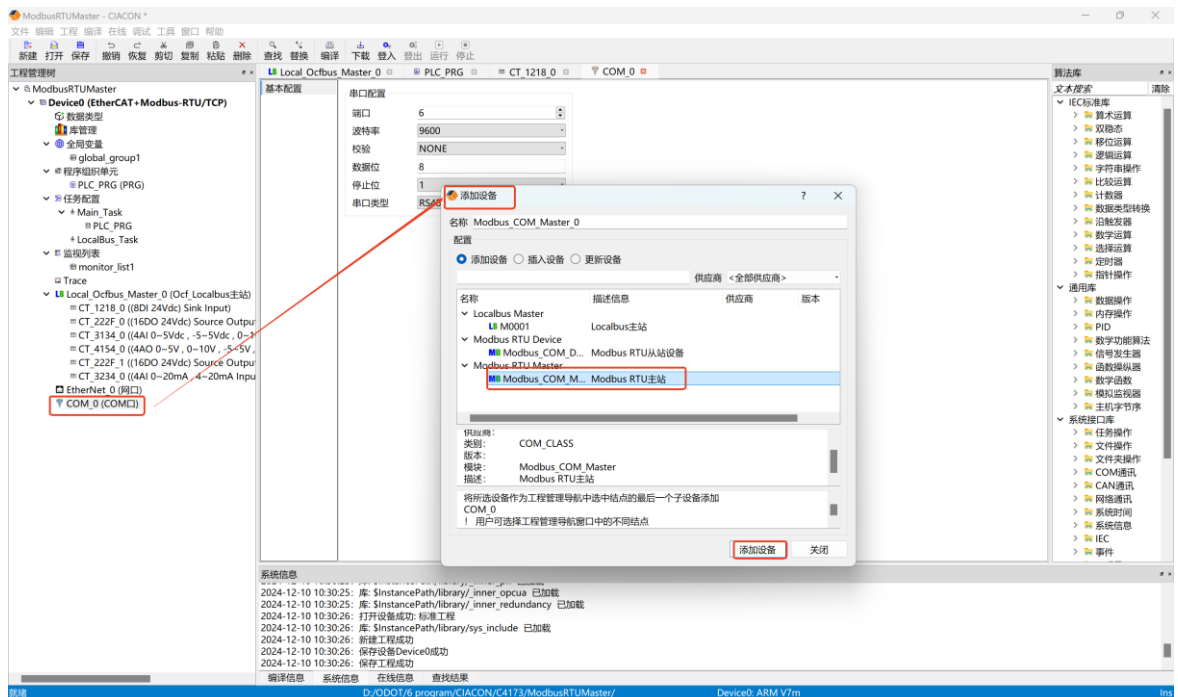 ModbusRTUMaster - CIACON *
文件 编辑 工程 编译 在线 调试 工具 窗口 帮助
新建 打开 保存 撤销 恢复 剪切 复制 粘贴 删除 查找 替换 编译 下载 登入 登出 运行 停止
工程管理树
ModbusRTUMaster
Device0 (EtherCAT+Modbus-RTU/TCP)
数据类型
库管理
全局变量
global_group1
程序组织单元
PLC_PRG (PRG)
任务配置
Main_Task
PLC_PRG
LocalBus_Task
监视列表
monitor_list1
Trace
Local_Ocfbus_Master_0 (Ocf_Localbus主站)
CT_1218_0 ((8DI 24Vdc) Sink Input)
CT_222F_0 ((16DO 24Vdc) Source Outpu
CT_3134_0 ((4AI 0~5Vdc , -5~5Vdc , 0~1
CT_4154_0 ((4AO 0~5V , 0~10V , -5~5V ,
CT_222F_1 ((16DO 24Vdc) Source Outpu
CT_3234_0 ((4AI 0~20mA , 4~20mA Inpu
EtherNet_0 (网口)
COM_0 (COM口)
Local_Ocfbus_Master_0
PLC_PRG
CT_1218_0
COM_0
基本配置
串口配置
端口 6
波特率 9600
校验 NONE
数据位 8
停止位 1
串口类型 RS48
添加设备 ? ×
名称 Modbus_COM_Master_0
配置
添加设备 插入设备 更新设备
供应商 <全部供应商>
名称 描述信息 供应商 版本
Localbus Master
LB M0001 Localbus主站
Modbus RTU Device
MB Modbus_COM_D... Modbus RTU从站设备
Modbus RTU Master
MB Modbus_COM_M... Modbus RTU主站
供应商:
类别: COM_CLASS
版本:
模块: Modbus_COM_Master
描述: Modbus RTU主站
将所选设备作为工程管理导航中选中结点的最后一个子设备添加
COM_0
! 用户可选择工程管理导航窗口中的不同结点
添加设备 关闭
算法库
文本搜索 清除
IEC标准库
算术运算
双稳态
移位运算
逻辑运算
字符串操作
比较运算
计数器
数据类型转换
沿触发器
数学运算
选择运算
定时器
指针操作
通用库
数据操作
内存操作
PID
数学功能算法
信号发生器
函数操纵器
数学函数
模拟监视器
主机字节序
系统接口库
任务操作
文件操作
文件夹操作
COM通讯
CAN通讯
网络通讯
系统时间
系统信息
IEC
事件
系统信息
2024-12-10 10:30:25: 库: $InstancePath/library/_inner_opcua 已加载
2024-12-10 10:30:25: 库: $InstancePath/library/_inner_redundancy 已加载
2024-12-10 10:30:26: 打开设备成功: 标准工程
2024-12-10 10:30:26: 库: $InstancePath/library/sys_include 已加载
2024-12-10 10:30:26: 新建工程成功
2024-12-10 10:30:26: 保存设备Device0成功
2024-12-10 10:30:26: 保存工程成功
编译信息 系统信息 在线信息 查找结果
就绪 D:/ODOT/6 program/CIACON/C4173/ModbusRTUMaster/ Device0: ARM V7m Ins